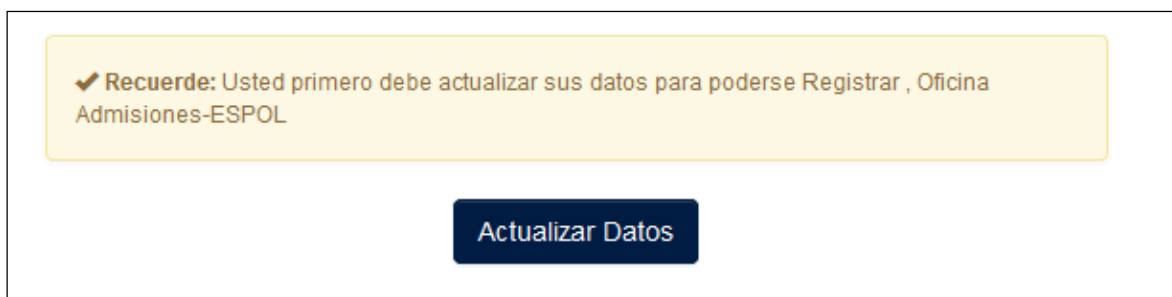 ✔ Recuerde: Usted primero debe actualizar sus datos para poderse Registrar , Oficina
Admisiones-ESPOL
Actualizar Datos